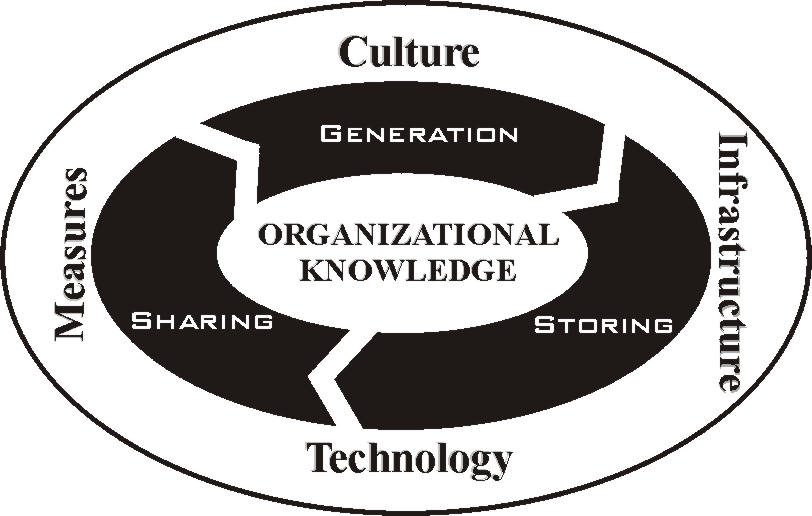 Culture
GENERATION
Measures
Infrastructure
ORGANIZATIONAL
KNOWLEDGE
SHARING
STORING
Technology